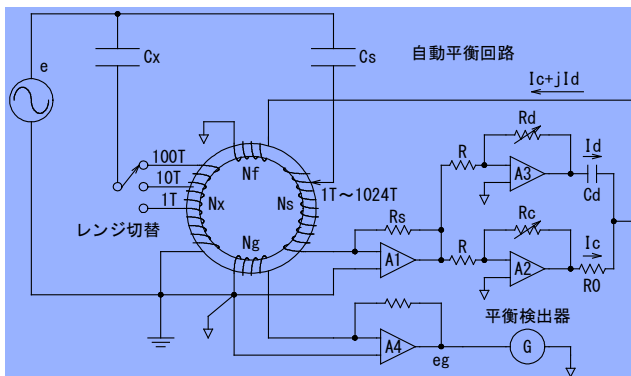 自動平衡回路
e
Cx
Cs
Ic+jId
Rd
Id
100T
10T
1T
レンジ切替
Nf
Nx
Ns
Ng
1T～1024T
R
A3
Cd
Rs
A1
R
Rc
A2
Ic
R0
平衡検出器
A4
eg
G